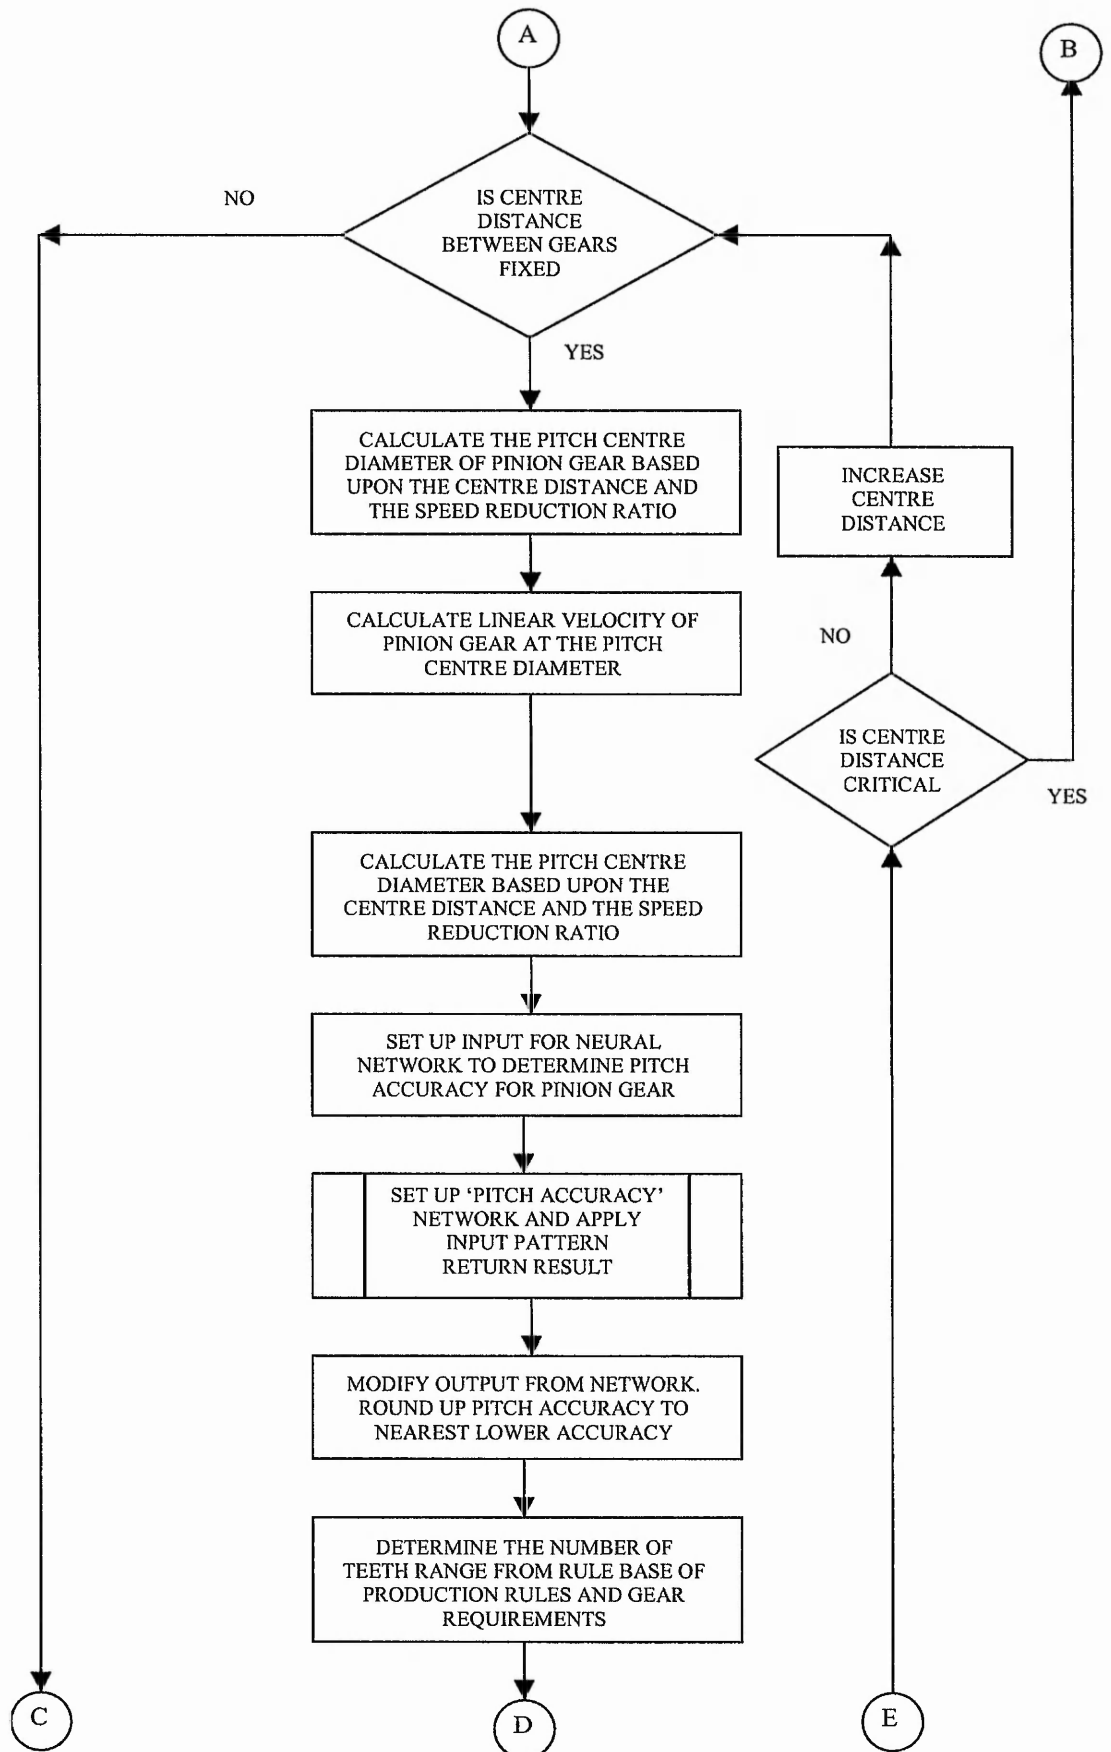 A
B
NO
IS CENTRE
DISTANCE
BETWEEN GEARS
FIXED
YES
CALCULATE THE PITCH CENTRE
DIAMETER OF PINION GEAR BASED
UPON THE CENTRE DISTANCE AND
THE SPEED REDUCTION RATIO
INCREASE
CENTRE
DISTANCE
CALCULATE LINEAR VELOCITY OF
PINION GEAR AT THE PITCH
CENTRE DIAMETER
NO
IS CENTRE
DISTANCE
CRITICAL
YES
CALCULATE THE PITCH CENTRE
DIAMETER BASED UPON THE
CENTRE DISTANCE AND THE SPEED
REDUCTION RATIO
SET UP INPUT FOR NEURAL
NETWORK TO DETERMINE PITCH
ACCURACY FOR PINION GEAR
SET UP ‘PITCH ACCURACY’
NETWORK AND APPLY
INPUT PATTERN
RETURN RESULT
MODIFY OUTPUT FROM NETWORK.
ROUND UP PITCH ACCURACY TO
NEAREST LOWER ACCURACY
DETERMINE THE NUMBER OF
TEETH RANGE FROM RULE BASE OF
PRODUCTION RULES AND GEAR
REQUIREMENTS
C
D
E